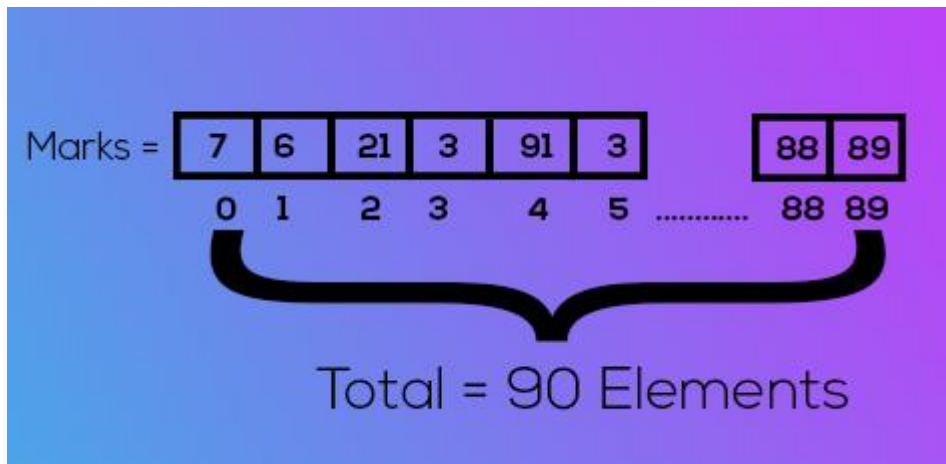 Marks = 7 6 21 3 91 3 88 89
0 1 2 3 4 5 ............ 88 89
Total = 90 Elements